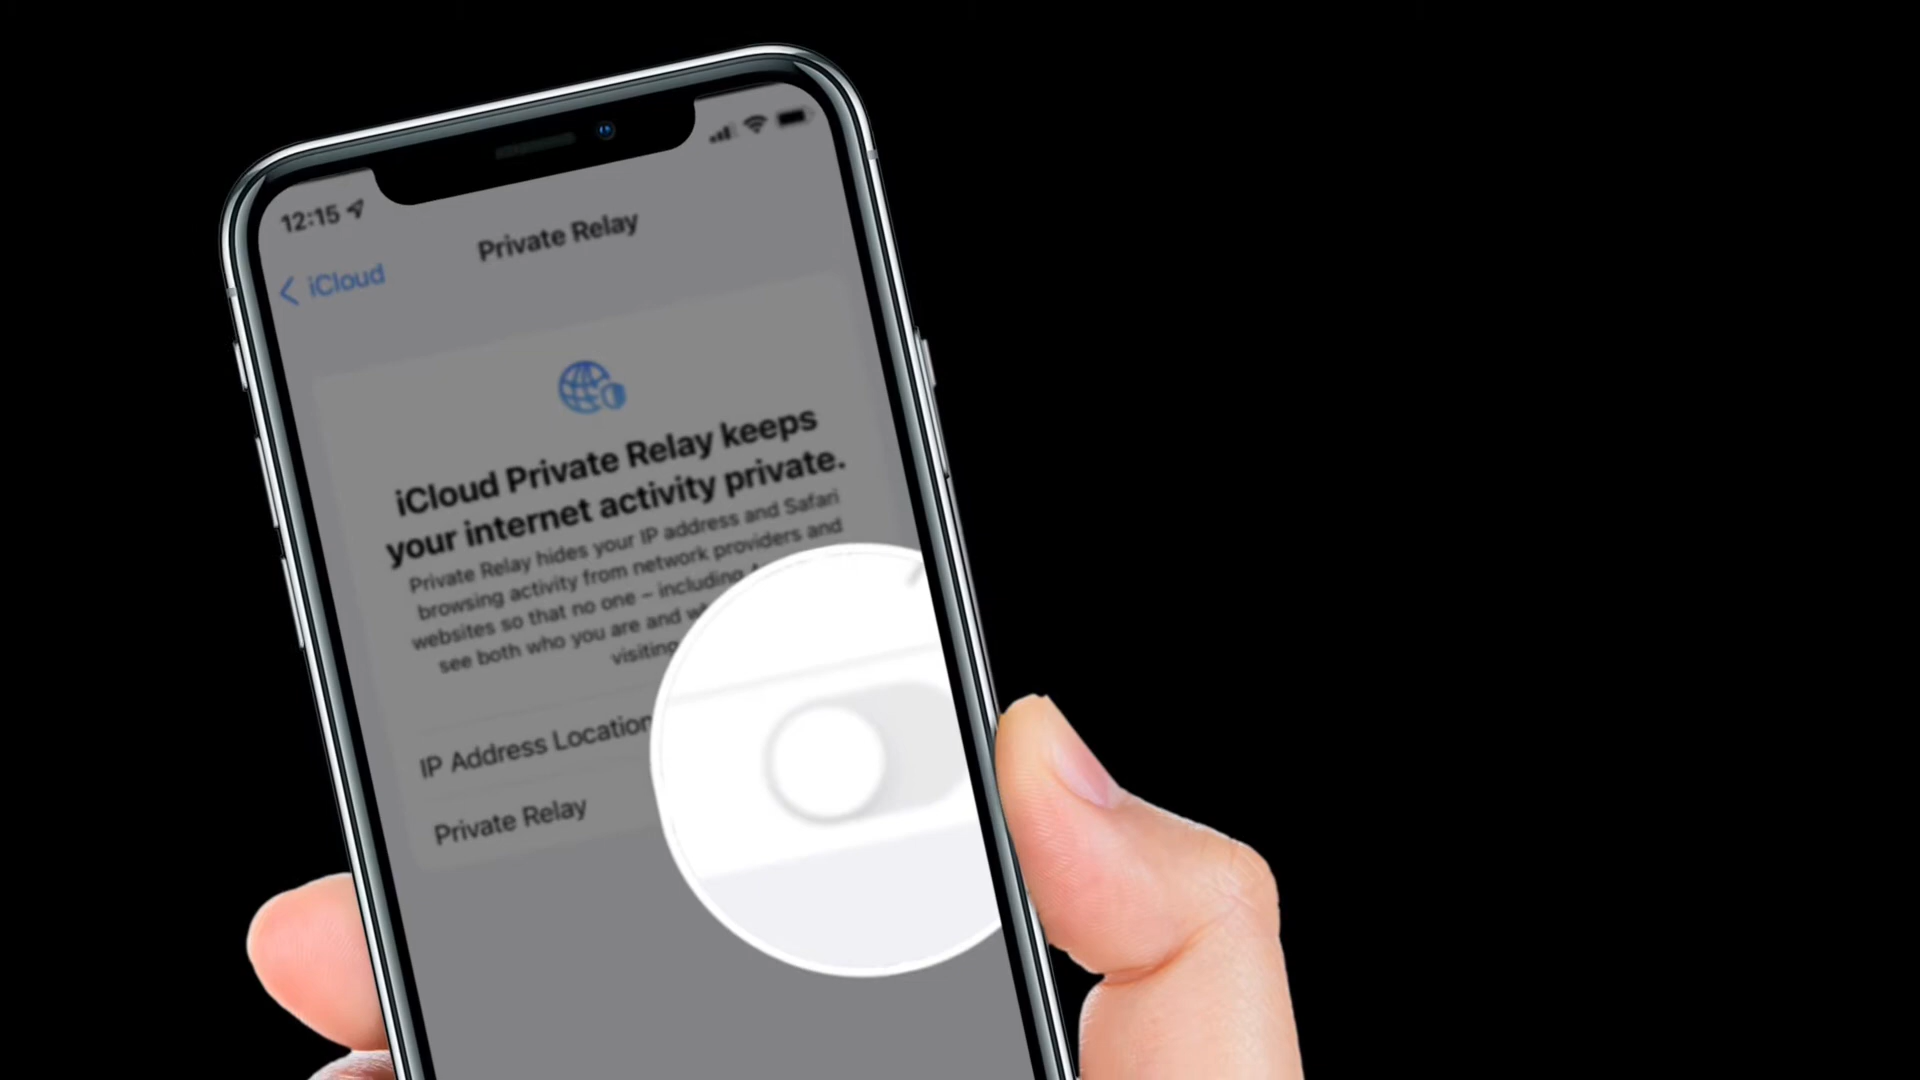 12:15
iCloud
Private Relay
iCloud Private Relay keeps
your internet activity private.
Private Relay hides your IP address and Safari
browsing activity from network providers and
websites so that no one – including
see both who you are and
visiting
IP Address Location
Private Relay